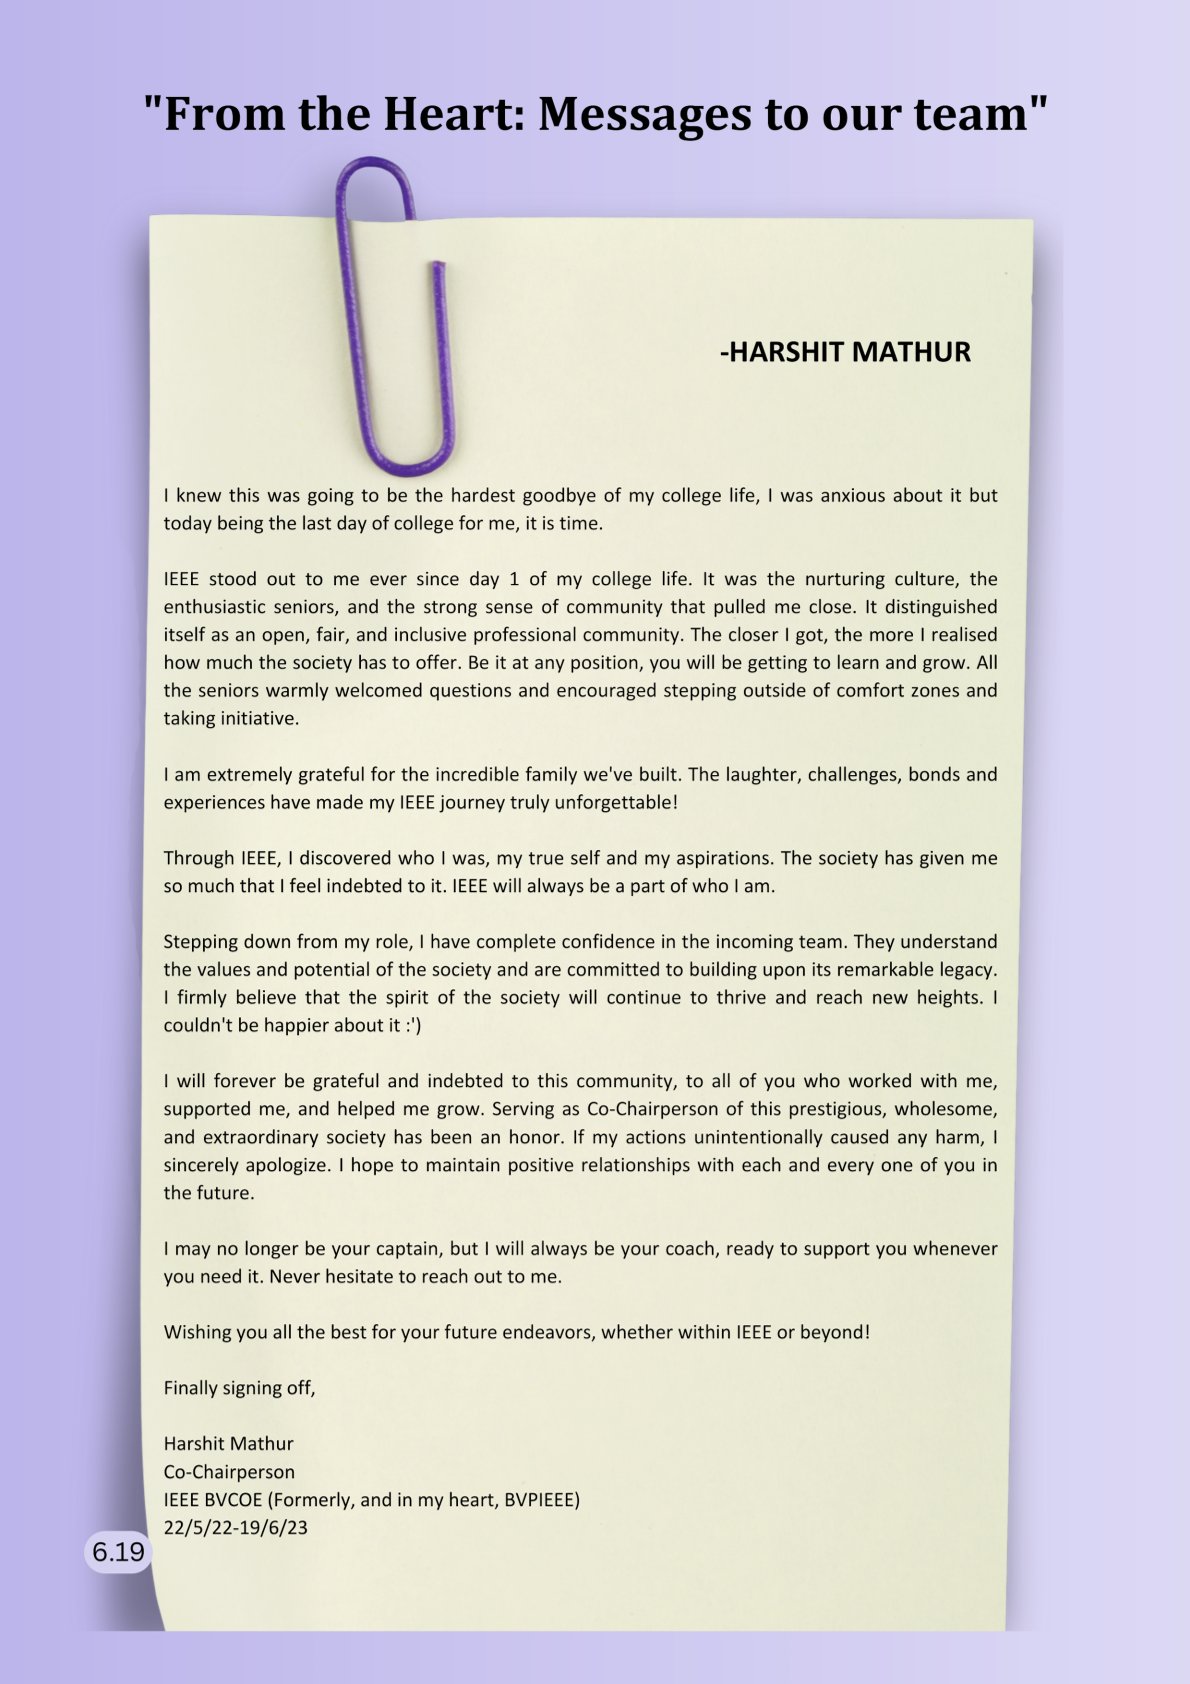 "From the Heart: Messages to our team"
-HARSHIT MATHUR
I knew this was going to be the hardest goodbye of my college life, I was anxious about it but
today being the last day of college for me, it is time.
IEEE stood out to me ever since day 1 of my college life. It was the nurturing culture, the
enthusiastic seniors, and the strong sense of community that pulled me close. It distinguished
itself as an open, fair, and inclusive professional community. The closer I got, the more I realised
how much the society has to offer. Be it at any position, you will be getting to learn and grow. All
the seniors warmly welcomed questions and encouraged stepping outside of comfort zones and
taking initiative.
I am extremely grateful for the incredible family we've built. The laughter, challenges, bonds and
experiences have made my IEEE journey truly unforgettable!
Through IEEE, I discovered who I was, my true self and my aspirations. The society has given me
so much that I feel indebted to it. IEEE will always be a part of who I am.
Stepping down from my role, I have complete confidence in the incoming team. They understand
the values and potential of the society and are committed to building upon its remarkable legacy.
I firmly believe that the spirit of the society will continue to thrive and reach new heights. I
couldn't be happier about it :')
I will forever be grateful and indebted to this community, to all of you who worked with me,
supported me, and helped me grow. Serving as Co-Chairperson of this prestigious, wholesome,
and extraordinary society has been an honor. If my actions unintentionally caused any harm, I
sincerely apologize. I hope to maintain positive relationships with each and every one of you in
the future.
I may no longer be your captain, but I will always be your coach, ready to support you whenever
you need it. Never hesitate to reach out to me.
Wishing you all the best for your future endeavors, whether within IEEE or beyond!
Finally signing off,
Harshit Mathur
Co-Chairperson
IEEE BVCOE (Formerly, and in my heart, BVPIEEE)
22/5/22-19/6/23
6.19